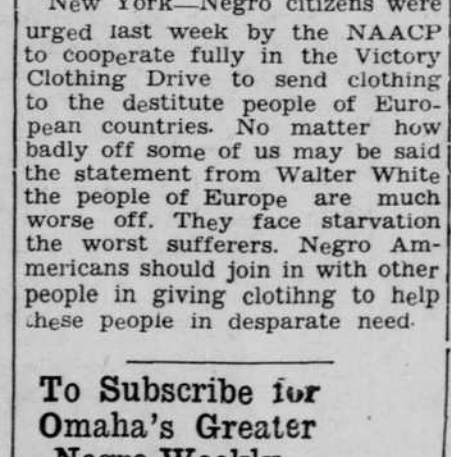 New York—Negro citizens were
urged last week by the NAACP
to cooperate fully in the Victory
Clothing Drive to send clothing
to the destitute people of Euro-
pean countries. No matter how
badly off some of us may be said
the statement from Walter White
the people of Europe are much
worse off. They face starvation
the worst sufferers. Negro Am-
mericans should join in with other
people in giving clotihng to help
these people in desparate need.
To Subscribe for
Omaha's Greater
Negro Weekly